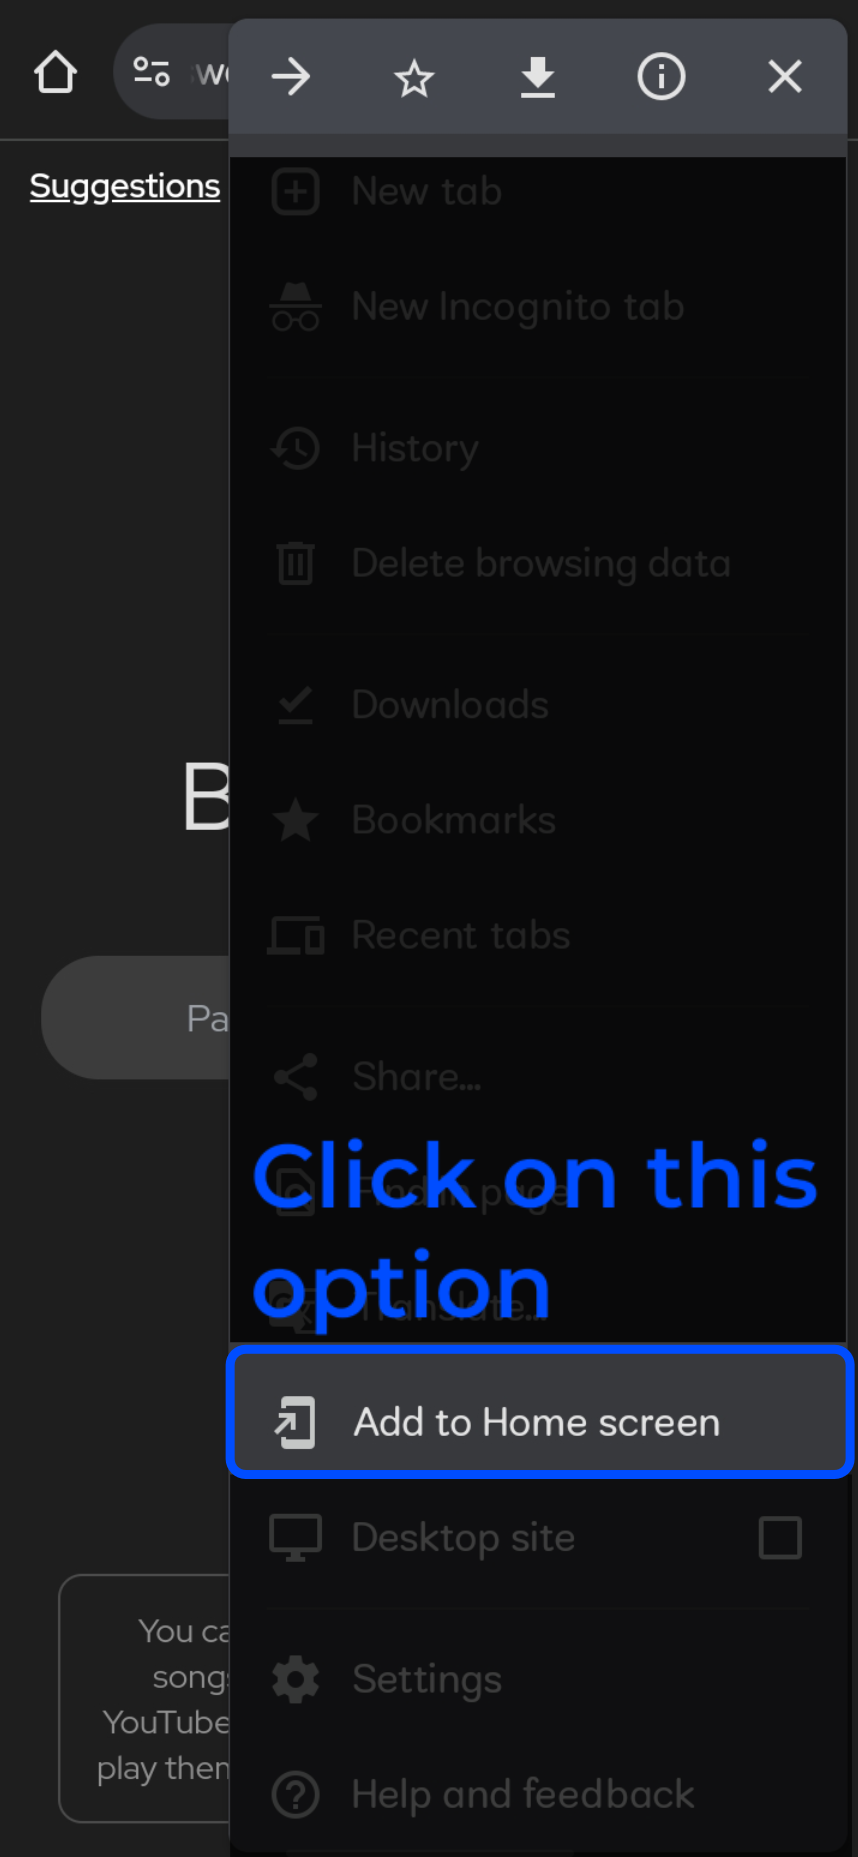 Suggestions
New tab
New Incognito tab
History
Delete browsing data
Downloads
Bookmarks
Recent tabs
Share...
Click on this
Find in page
option
Translate...
Add to Home screen
Desktop site
Settings
Help and feedback
B
Pa
You ca
songs
YouTube
play then